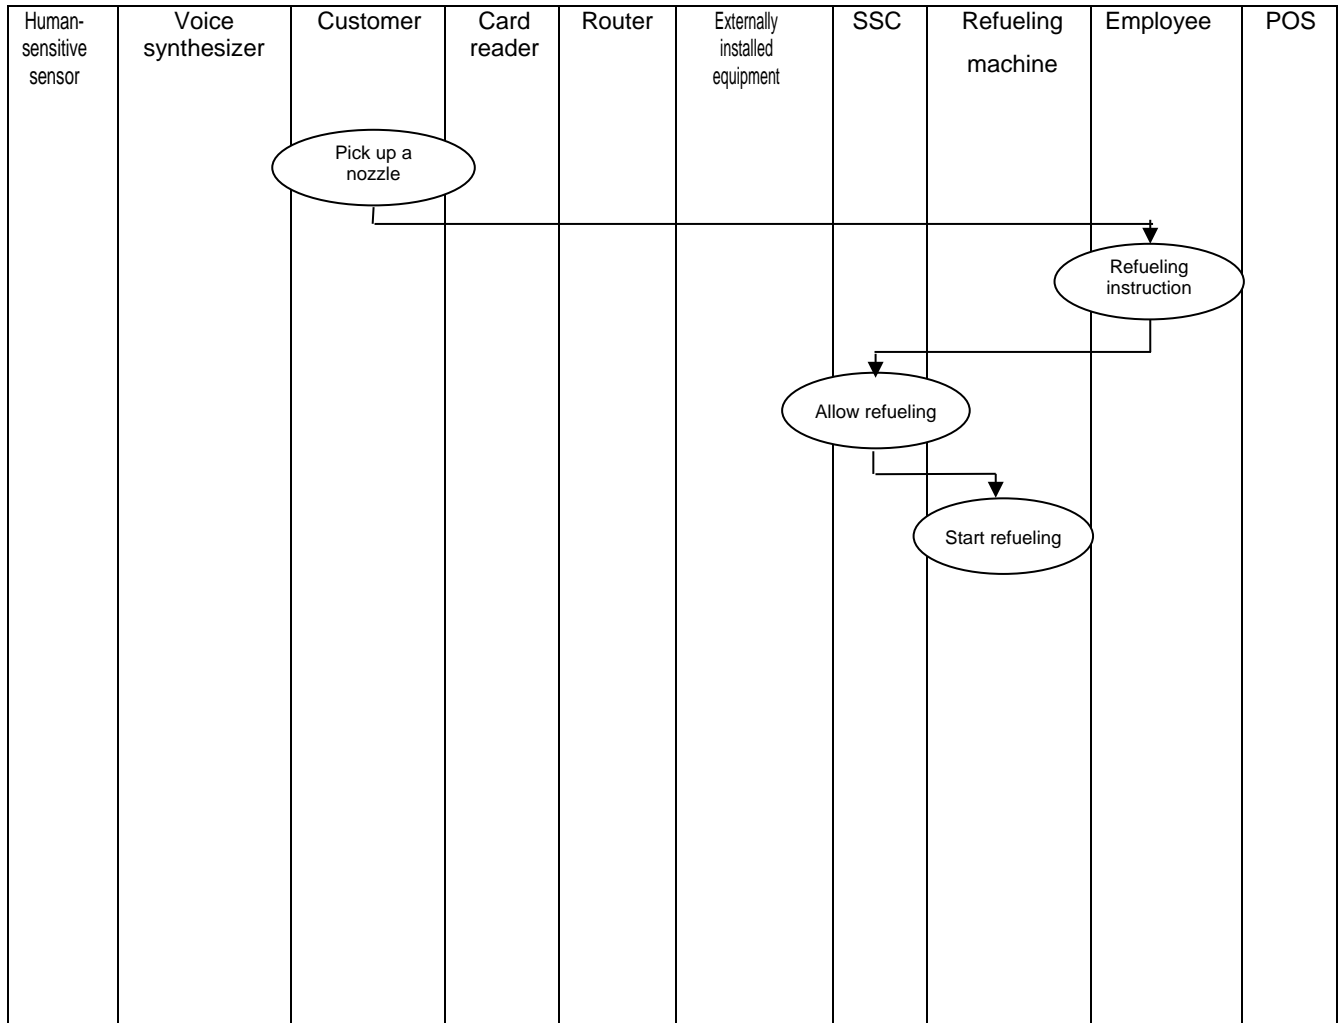 Human-
sensitive
sensor
Voice
synthesizer
Customer
Card
reader
Router
Externally
installed
equipment
SSC
Refueling
machine
Employee
POS
Pick up a
nozzle
Refueling
instruction
Allow refueling
Start refueling